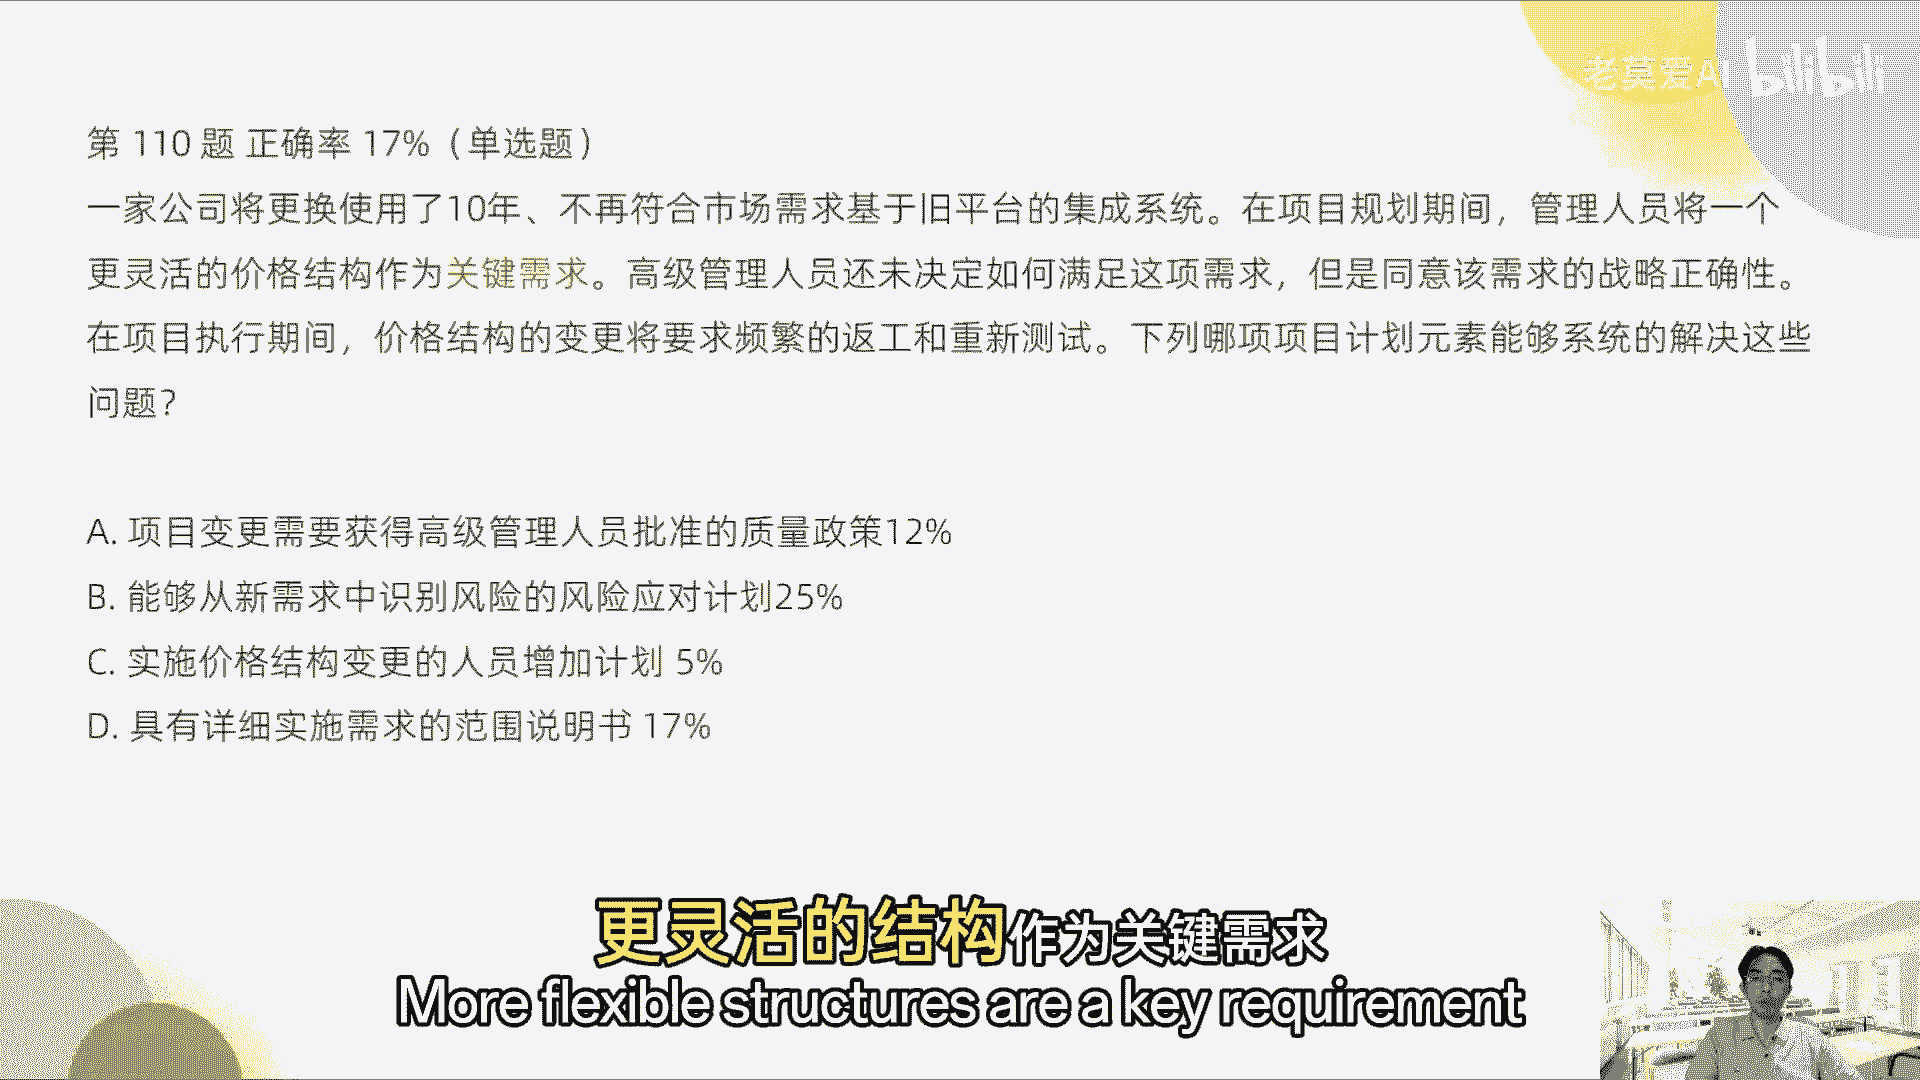 老莫爱AI bilibili
第 110 题 正确率 17%（单选题）
一家公司将更换使用了10年、不再符合市场需求基于旧平台的集成系统。在项目规划期间，管理人员将一个
更灵活的价格结构作为关键需求。高级管理人员还未决定如何满足这项需求，但是同意该需求的战略正确性。
在项目执行期间，价格结构的变更将要求频繁的返工和重新测试。下列哪项项目计划元素能够系统的解决这些
问题？
A. 项目变更需要获得高级管理人员批准的质量政策12%
B. 能够从新需求中识别风险的风险应对计划25%
C. 实施价格结构变更的人员增加计划 5%
D. 具有详细实施需求的范围说明书 17%
更灵活的结构作为关键需求
More flexible structures are a key requirement